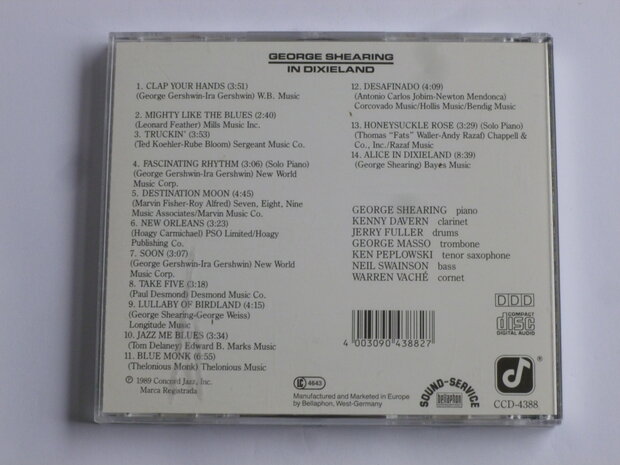 GEORGE SHEARING
IN DIXIELAND
1. CLAP YOUR HANDS (3:51)
(George Gershwin-Ira Gershwin) W.B. Music
2. MIGHTY LIKE THE BLUES (2:40)
(Leonard Feather) Mills Music Inc.
3. TRUCKIN' (3:53)
(Ted Koehler-Rube Bloom) Sergeant Music Co.
4. FASCINATING RHYTHM (3:06) (Solo Piano)
(George Gershwin-Ira Gershwin) New World
Music Corp.
5. DESTINATION MOON (4:45)
(Marvin Fisher-Roy Alfred) Seven, Eight, Nine
Music Associates/Marvin Music Co.
6. NEW ORLEANS (3:23)
(Hoagy Carmichael) PSO Limited/Hoagy
Publishing Co.
7. SOON (3:07)
(George Gershwin-Ira Gershwin) New World
Music Corp.
8. TAKE FIVE (3:18)
(Paul Desmond) Desmond Music Co.
9. LULLABY OF BIRDLAND (4:15)
(George Shearing-George Weiss)
Longitude Music
10. JAZZ ME BLUES (3:34)
(Tom Delaney) Edward B. Marks Music
11. BLUE MONK (6:55)
(Thelonious Monk) Thelonious Music
℗ 1989 Concord Jazz, Inc.
Marca Registrada
12. DESAFINADO (4:09)
(Antonio Carlos Jobim-Newton Mendonca)
Corcovado Music/Hollis Music/Bendig Music
13. HONEYSUCKLE ROSE (3:29) (Solo Piano)
(Thomas "Fats" Waller-Andy Razaf) Chappell &
Co., Inc./Razaf Music
14. ALICE IN DIXIELAND (8:39)
(George Shearing) Bayes Music
GEORGE SHEARING piano
KENNY DAVERN clarinet
JERRY FULLER drums
GEORGE MASSO trombone
KEN PEPLOWSKI tenor saxophone
NEIL SWAINSON bass
WARREN VACHÉ cornet
DDD
COMPACT
disc
DIGITAL AUDIO
4 003090 438827
LC 4643
Manufactured and Marketed in Europe
by Bellaphon, West-Germany
SOUND-SERVICE
bellaphon
®
CCD-4388